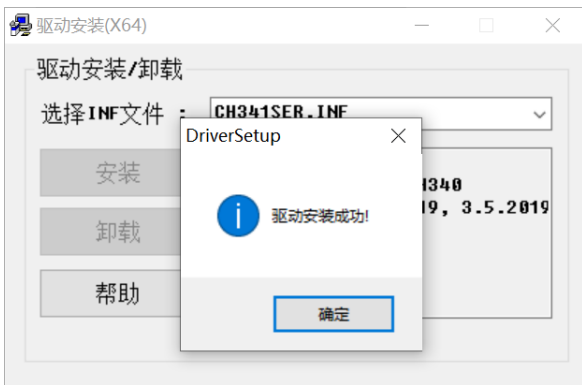 驱动安装(X64)
驱动安装/卸载
选择INF文件 :
CH341SER.INF
DriverSetup
安装
H340
19, 3.5.2019
驱动安装成功!
卸载
帮助
确定